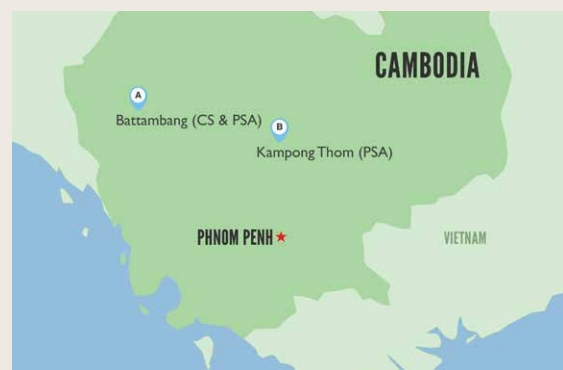 CAMBODIA
A
Battambang (CS & PSA)
B
Kampong Thom (PSA)
PHNOM PENH
VIETNAM